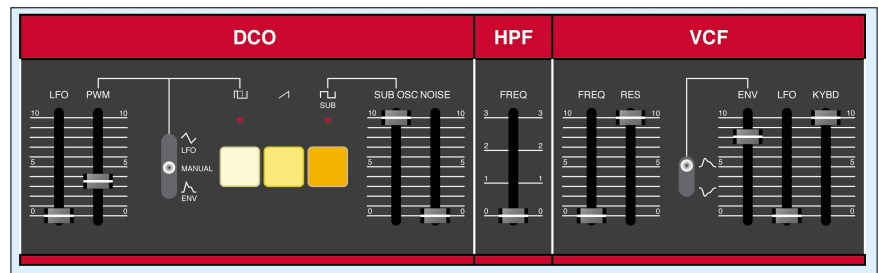 DCO
HPF
VCF
LFO PWM
SUB
SUB OSC NOISE
FREQ
FREQ RES
ENV LFO KYBD
10 10 10 10 3 3 10 10 10 10
LFO
2 2
5 5 MANUAL 5 5 5 5 5 5
1 1
ENV
0 0 0 0 0 0 0 0 0 0